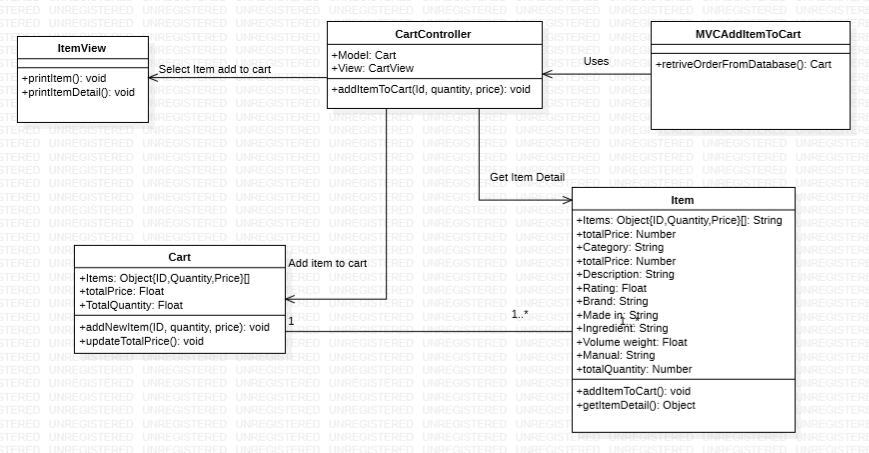 ItemView
+printItem(): void
+printItemDetail(): void
Select Item add to cart
CartController
+Model: Cart
+View: CartView
+addItemToCart(Id, quantity, price): void
Uses
MVCAddItemToCart
+retriveOrderFromDatabase(): Cart
Get Item Detail
Item
+Items: Object{ID,Quantity,Price}[]: String
+totalPrice: Number
+Category: String
+totalPrice: Number
+Description: String
+Rating: Float
+Brand: String
+Made in: String
1..*
+Ingredient: String
+Volume weight: Float
+Manual: String
+totalQuantity: Number
+addItemToCart(): void
+getItemDetail(): Object
Cart
+Items: Object{ID,Quantity,Price}[]
+totalPrice: Float
+TotalQuantity: Float
+addNewItem(ID, quantity, price): void
+updateTotalPrice(): void
Add item to cart
1
1..*
UNREGISTERED